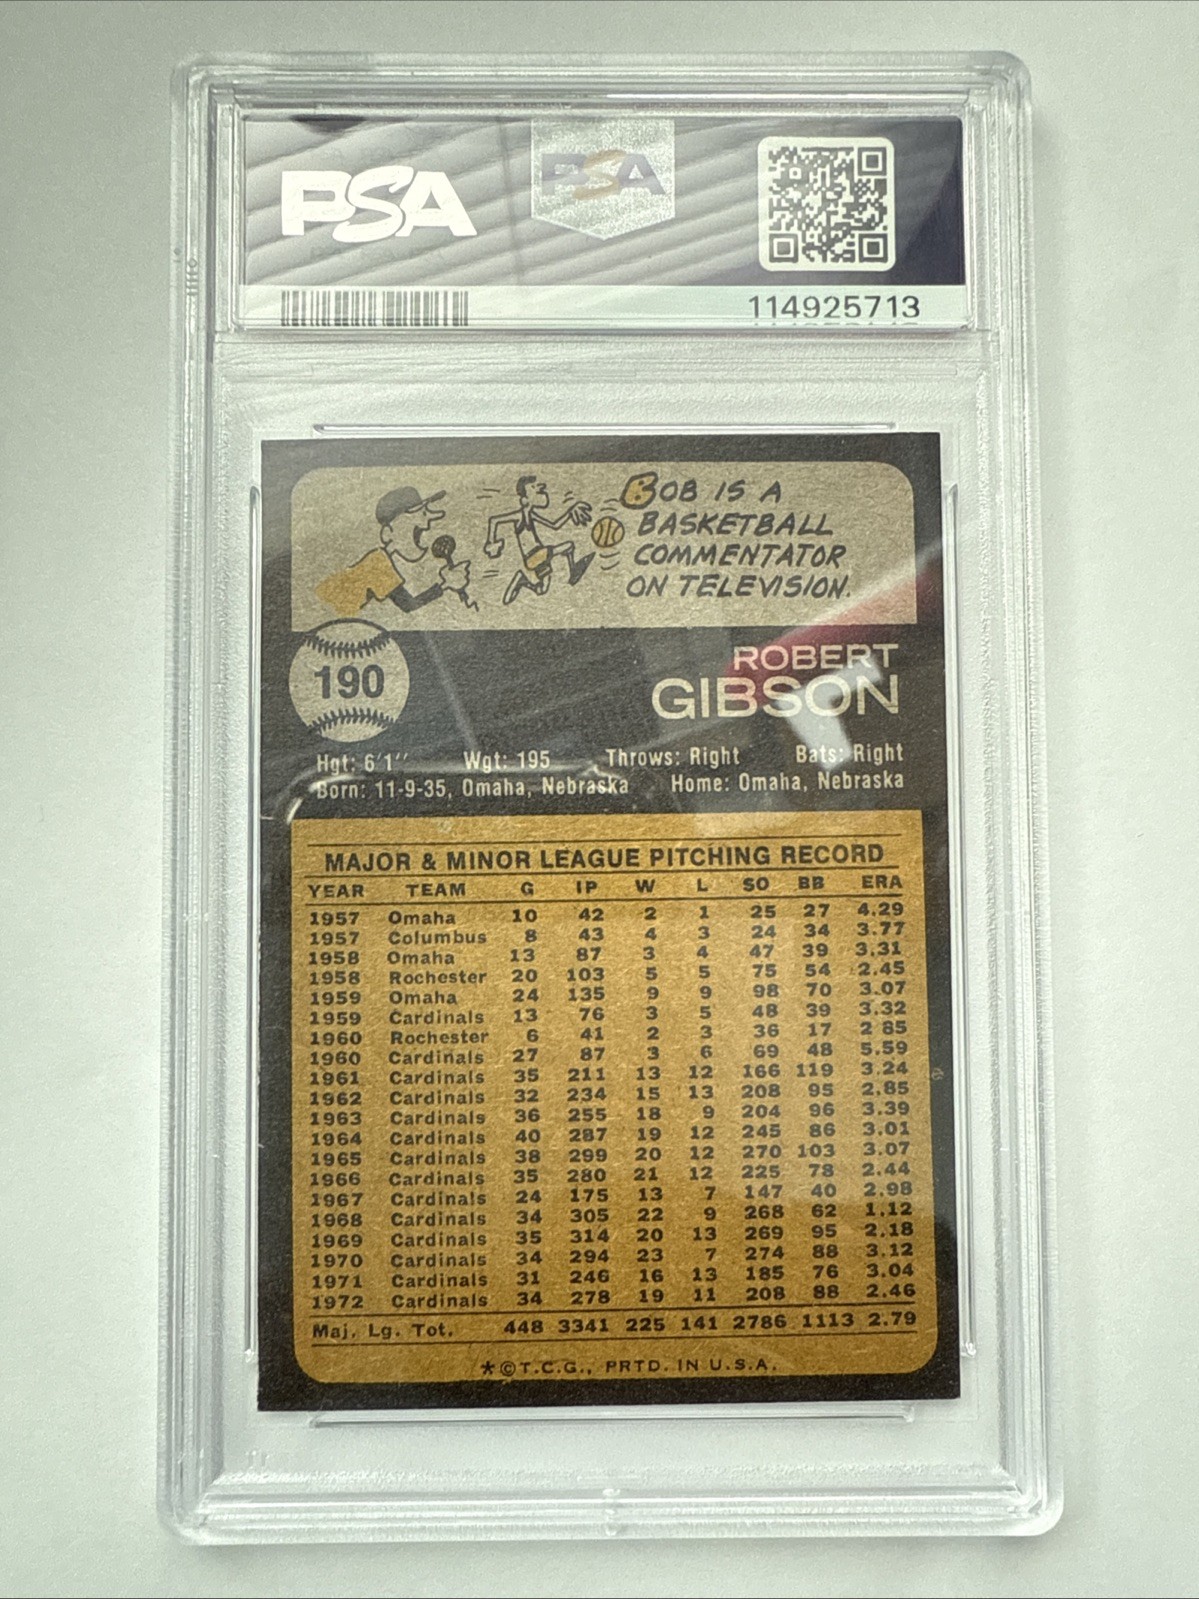 PSA
PSA
114925713
BOB IS A
BASKETBALL
COMMENTATOR
ON TELEVISION.
190
ROBERT
GIBSON
Hgt: 6'1" Wgt: 195 Throws: Right Bats: Right
Born: 11-9-35, Omaha, Nebraska Home: Omaha, Nebraska
MAJOR & MINOR LEAGUE PITCHING RECORD
YEAR TEAM G IP W L SO BB ERA
1957 Omaha 10 42 2 1 25 27 4.29
1957 Columbus 8 43 4 3 24 34 3.77
1958 Omaha 13 87 3 4 47 39 3.31
1958 Rochester 20 103 5 5 75 54 2.45
1959 Omaha 24 135 9 9 98 70 3.07
1959 Cardinals 13 76 3 5 48 39 3.32
1960 Rochester 6 41 2 3 36 17 2 85
1960 Cardinals 27 87 3 6 69 48 5.59
1961 Cardinals 35 211 13 12 166 119 3.24
1962 Cardinals 32 234 15 13 208 95 2.85
1963 Cardinals 36 255 18 9 204 96 3.39
1964 Cardinals 40 287 19 12 245 86 3.01
1965 Cardinals 38 299 20 12 270 103 3.07
1966 Cardinals 35 280 21 12 225 78 2.44
1967 Cardinals 24 175 13 7 147 40 2.98
1968 Cardinals 34 305 22 9 268 62 1.12
1969 Cardinals 35 314 20 13 269 95 2.18
1970 Cardinals 34 294 23 7 274 88 3.12
1971 Cardinals 31 246 16 13 185 76 3.04
1972 Cardinals 34 278 19 11 208 88 2.46
Maj. Lg. Tot. 448 3341 225 141 2786 1113 2.79
*©T.C.G., PRTD. IN U.S.A.